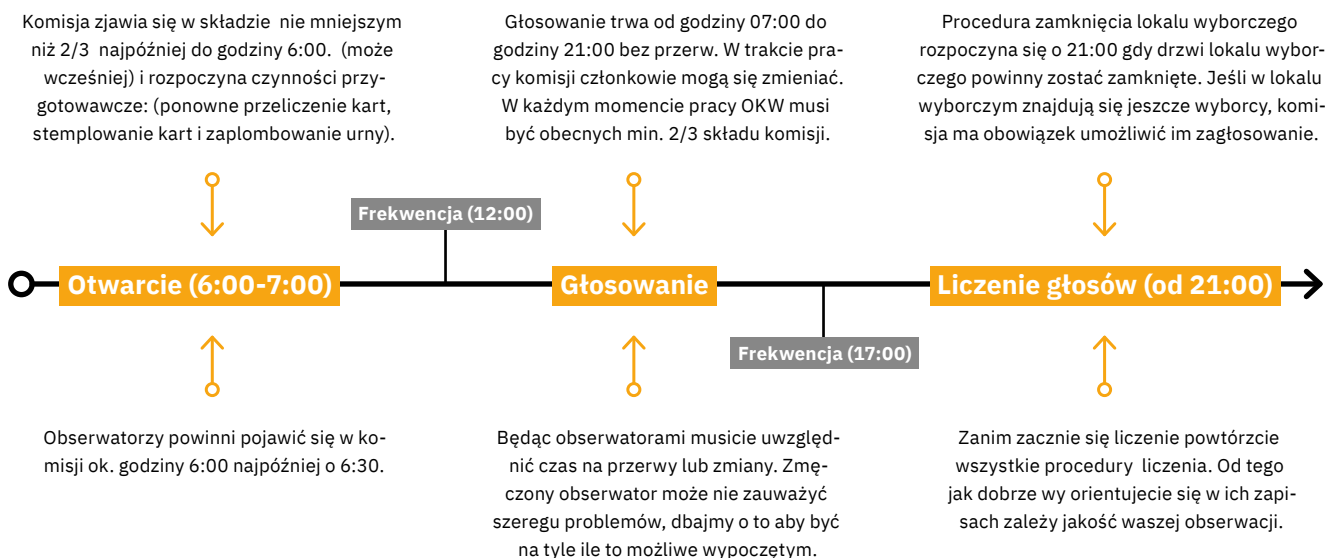 Komisja zjawia się w składzie nie mniejszym
niż 2/3 najpóźniej do godziny 6:00. (może
wcześniej) i rozpoczyna czynności przy-
gotowawcze: (ponowne przeliczenie kart,
stemplowanie kart i zaplombowanie urny).
Głosowanie trwa od godziny 07:00 do
godziny 21:00 bez przerw. W trakcie pra-
cy komisji członkowie mogą się zmieniać.
W każdym momencie pracy OKW musi
być obecnych min. 2/3 składu komisji.
Procedura zamknięcia lokalu wyborczego
rozpoczyna się o 21:00 gdy drzwi lokalu wybor-
czego powinny zostać zamknięte. Jeśli w lokalu
wyborczym znajdują się jeszcze wyborcy, komi-
sja ma obowiązek umożliwić im zagłosowanie.
Frekwencja (12:00)
Otwarcie (6:00-7:00)
Głosowanie
Liczenie głosów (od 21:00)
Frekwencja (17:00)
Obserwatorzy powinni pojawić się w ko-
misji ok. godziny 6:00 najpóźniej o 6:30.
Będąc obserwatorami musicie uwzględ-
nić czas na przerwy lub zmiany. Zmę-
czony obserwator może nie zauważyć
szeregu problemów, dbajmy o to aby być
na tyle ile to możliwe wypoczętym.
Zanim zacznie się liczenie powtórzcie
wszystkie procedury liczenia. Od tego
jak dobrze wy orientujecie się w ich zapi-
sach zależy jakość waszej obserwacji.